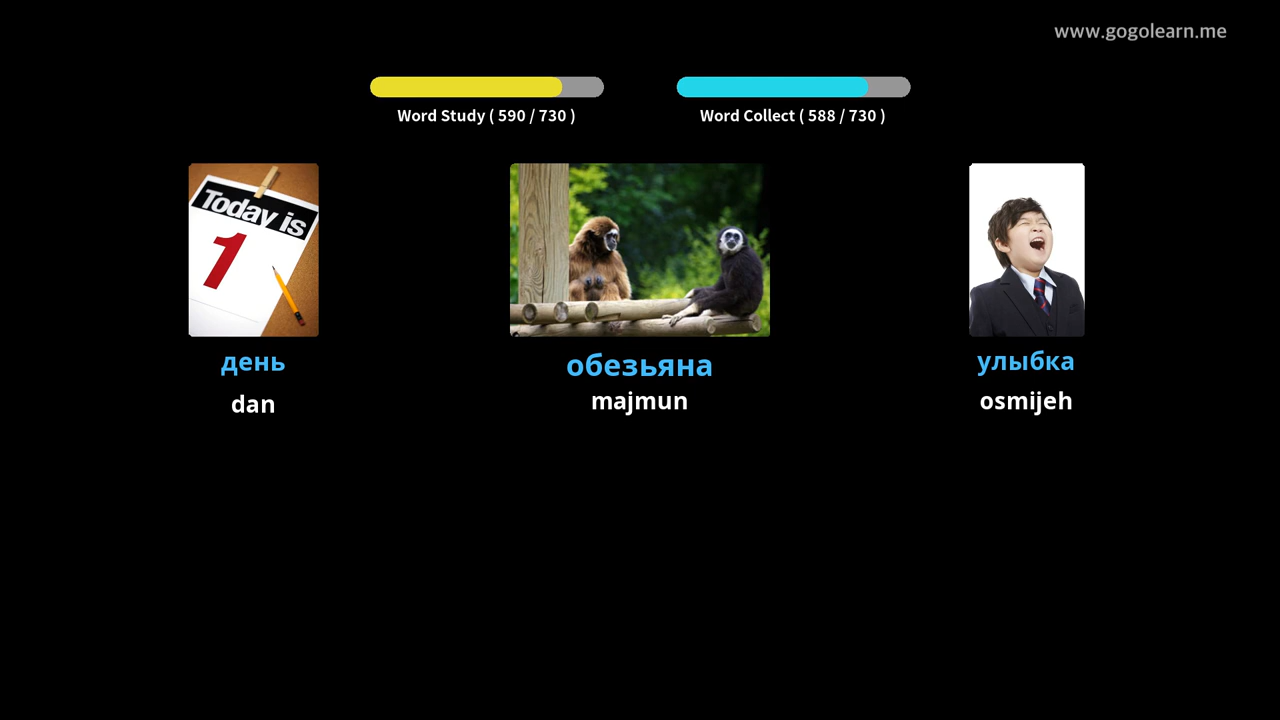 www.gogolearn.me
Word Study ( 590 / 730 )
Word Collect ( 588 / 730 )
Today is
1
день
dan
обезьяна
majmun
улыбка
osmijeh